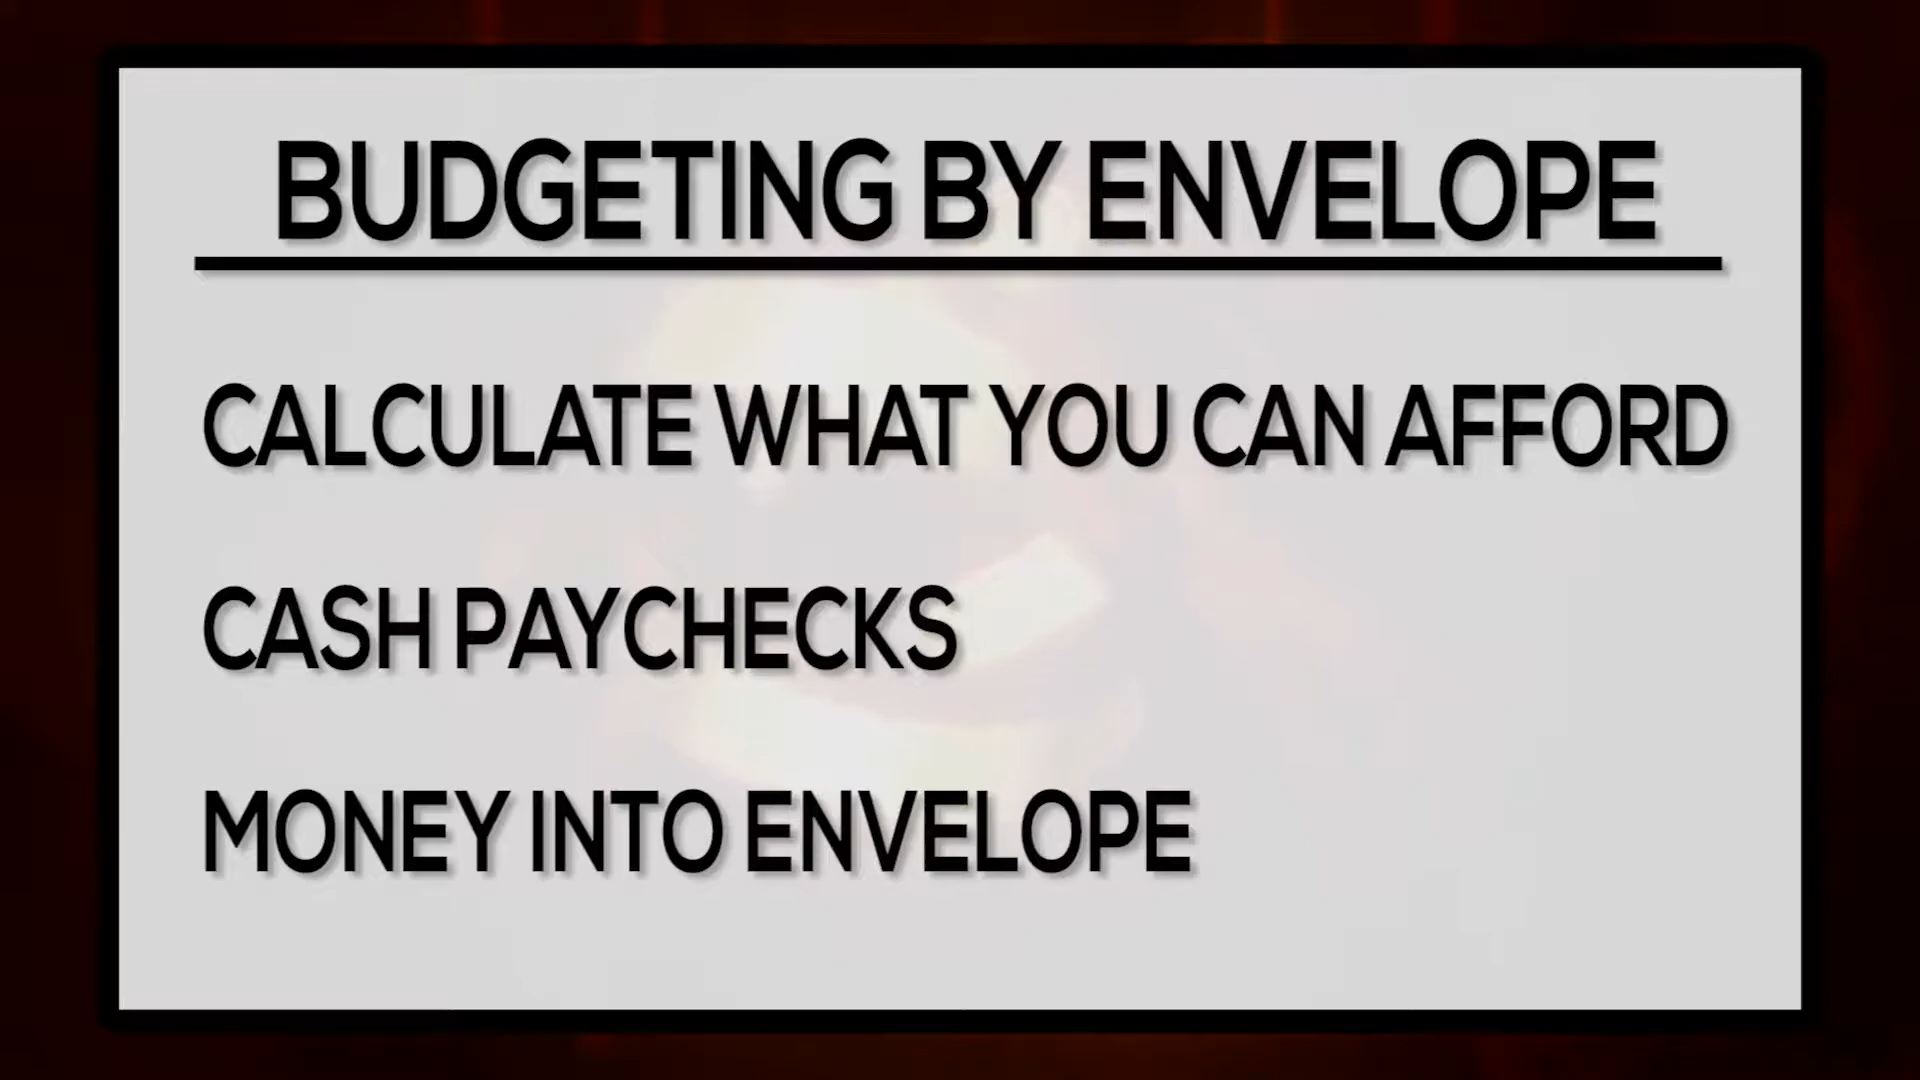 BUDGETING BY ENVELOPE
CALCULATE WHAT YOU CAN AFFORD
CASH PAYCHECKS
MONEY INTO ENVELOPE